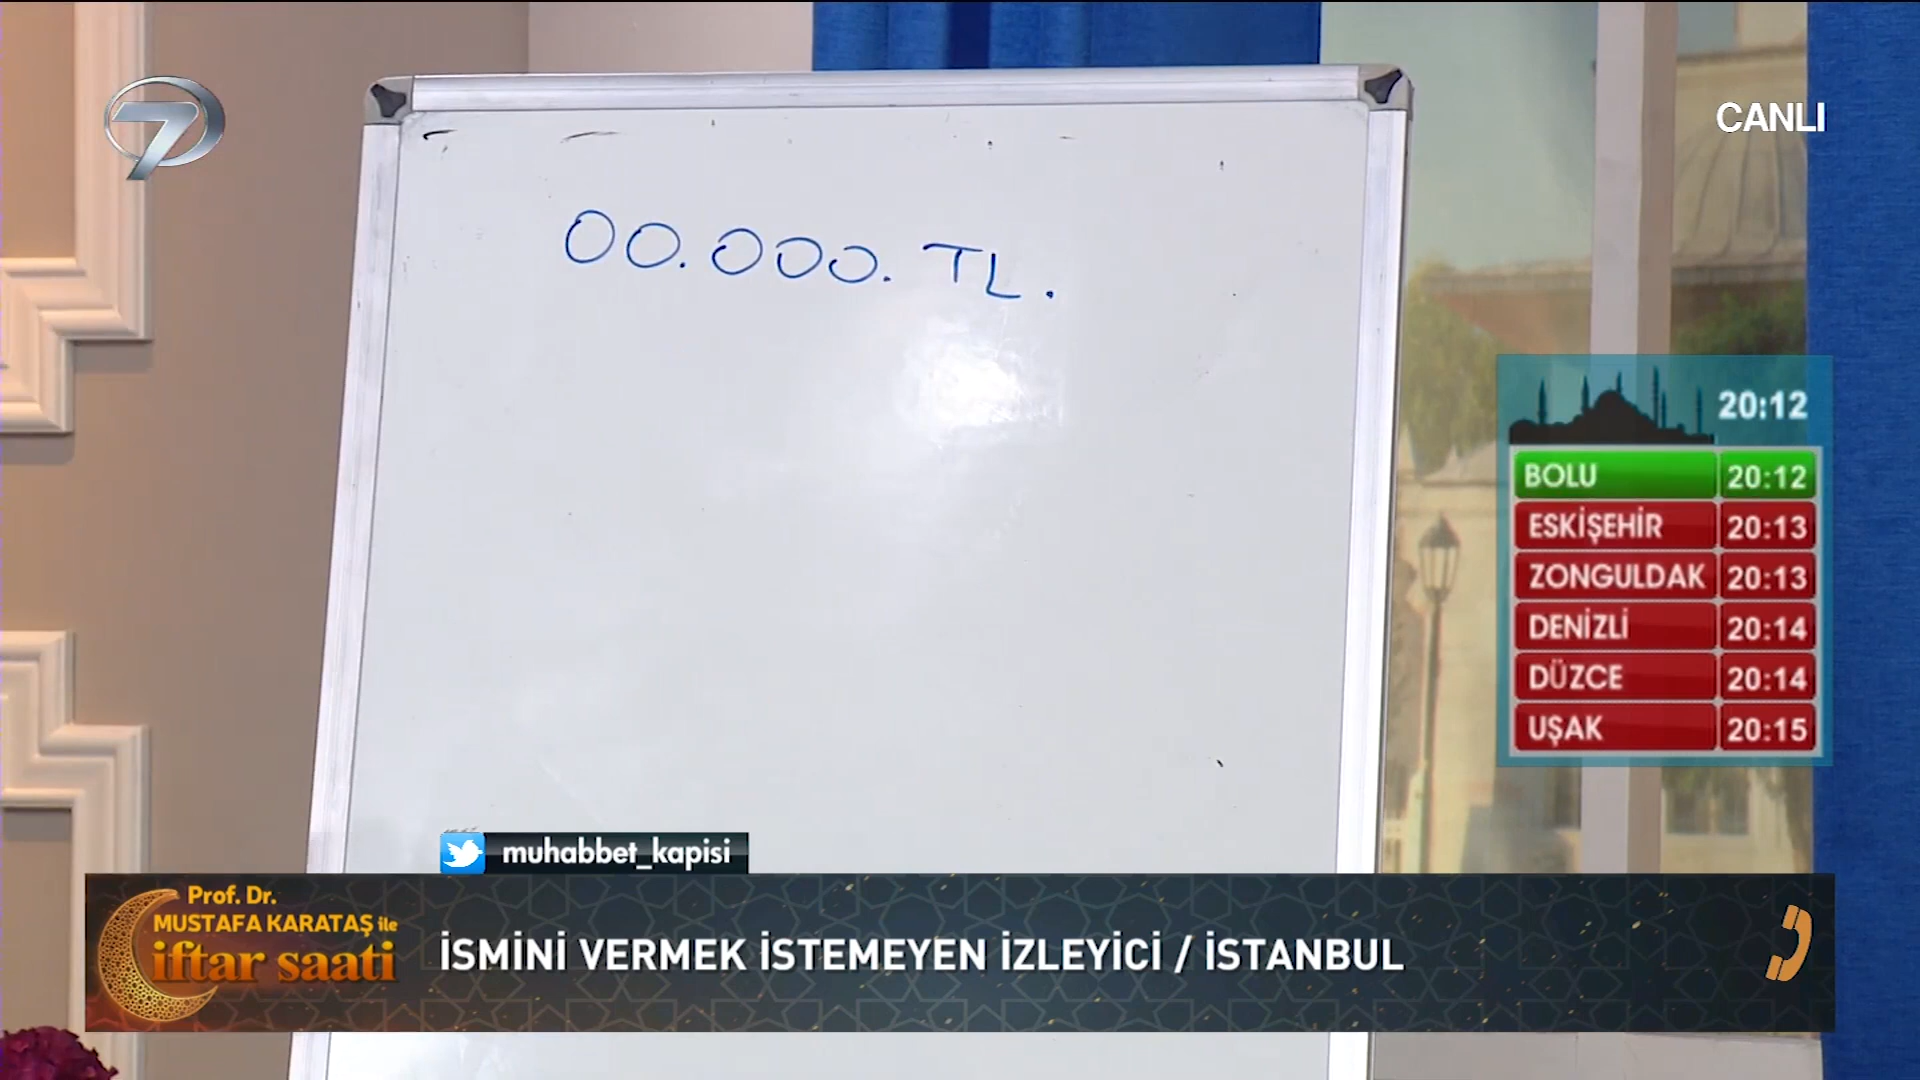 7
CANLI
00.000. TL.
20:12
BOLU 20:12
ESKİŞEHİR 20:13
ZONGULDAK 20:13
DENİZLİ 20:14
DÜZCE 20:14
UŞAK 20:15
muhabbet_kapisi
Prof. Dr.
MUSTAFA KARATAŞ ile
iftar saati
İSMİNİ VERMEK İSTEMEYEN İZLEYİCİ / İSTANBUL